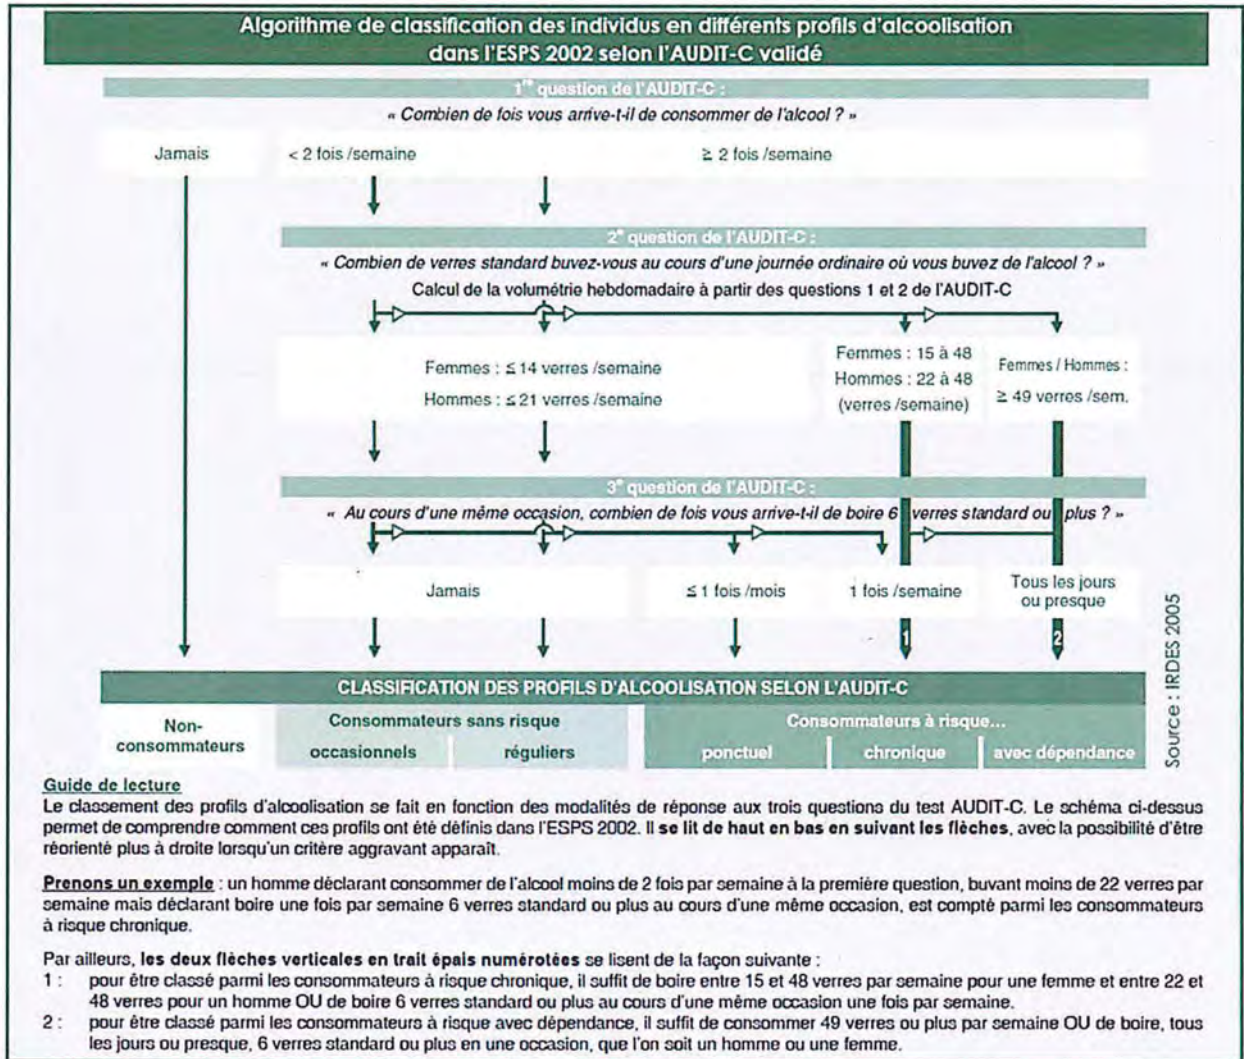 Algorithme de classification des individus en différents profils d'alcoolisation
dans l'ESPS 2002 selon l'AUDIT-C validé
1re question de l'AUDIT-C :
« Combien de fois vous arrive-t-il de consommer de l'alcool ? »
Jamais < 2 fois /semaine ≥ 2 fois /semaine
2e question de l'AUDIT-C :
« Combien de verres standard buvez-vous au cours d'une journée ordinaire où vous buvez de l'alcool ? »
Calcul de la volumétrie hebdomadaire à partir des questions 1 et 2 de l'AUDIT-C
Femmes : ≤ 14 verres /semaine
Hommes : ≤ 21 verres /semaine
Femmes : 15 à 48
Hommes : 22 à 48
(verres /semaine)
Femmes / Hommes :
≥ 49 verres /sem.
3e question de l'AUDIT-C :
« Au cours d'une même occasion, combien de fois vous arrive-t-il de boire 6 verres standard ou plus ? »
Jamais ≤ 1 fois /mois 1 fois /semaine
Tous les jours
ou presque
1 2
Source : IRDES 2005
CLASSIFICATION DES PROFILS D'ALCOOLISATION SELON L'AUDIT-C
Non-
consommateurs
Consommateurs sans risque
occasionnels réguliers
Consommateurs à risque...
ponctuel chronique avec dépendance
Guide de lecture
Le classement des profils d'alcoolisation se fait en fonction des modalités de réponse aux trois questions du test AUDIT-C. Le schéma ci-dessus
permet de comprendre comment ces profils ont été définis dans l'ESPS 2002. Il se lit de haut en bas en suivant les flèches, avec la possibilité d'être
réorienté plus à droite lorsqu'un critère aggravant apparaît.
Prenons un exemple : un homme déclarant consommer de l'alcool moins de 2 fois par semaine à la première question, buvant moins de 22 verres par
semaine mais déclarant boire une fois par semaine 6 verres standard ou plus au cours d'une même occasion, est compté parmi les consommateurs
à risque chronique.
Par ailleurs, les deux flèches verticales en trait épais numérotées se lisent de la façon suivante :
1 : pour être classé parmi les consommateurs à risque chronique, il suffit de boire entre 15 et 48 verres par semaine pour une femme et entre 22 et
48 verres pour un homme OU de boire 6 verres standard ou plus au cours d'une même occasion une fois par semaine.
2 : pour être classé parmi les consommateurs à risque avec dépendance, il suffit de consommer 49 verres ou plus par semaine OU de boire, tous
les jours ou presque, 6 verres standard ou plus en une occasion, que l'on soit un homme ou une femme.